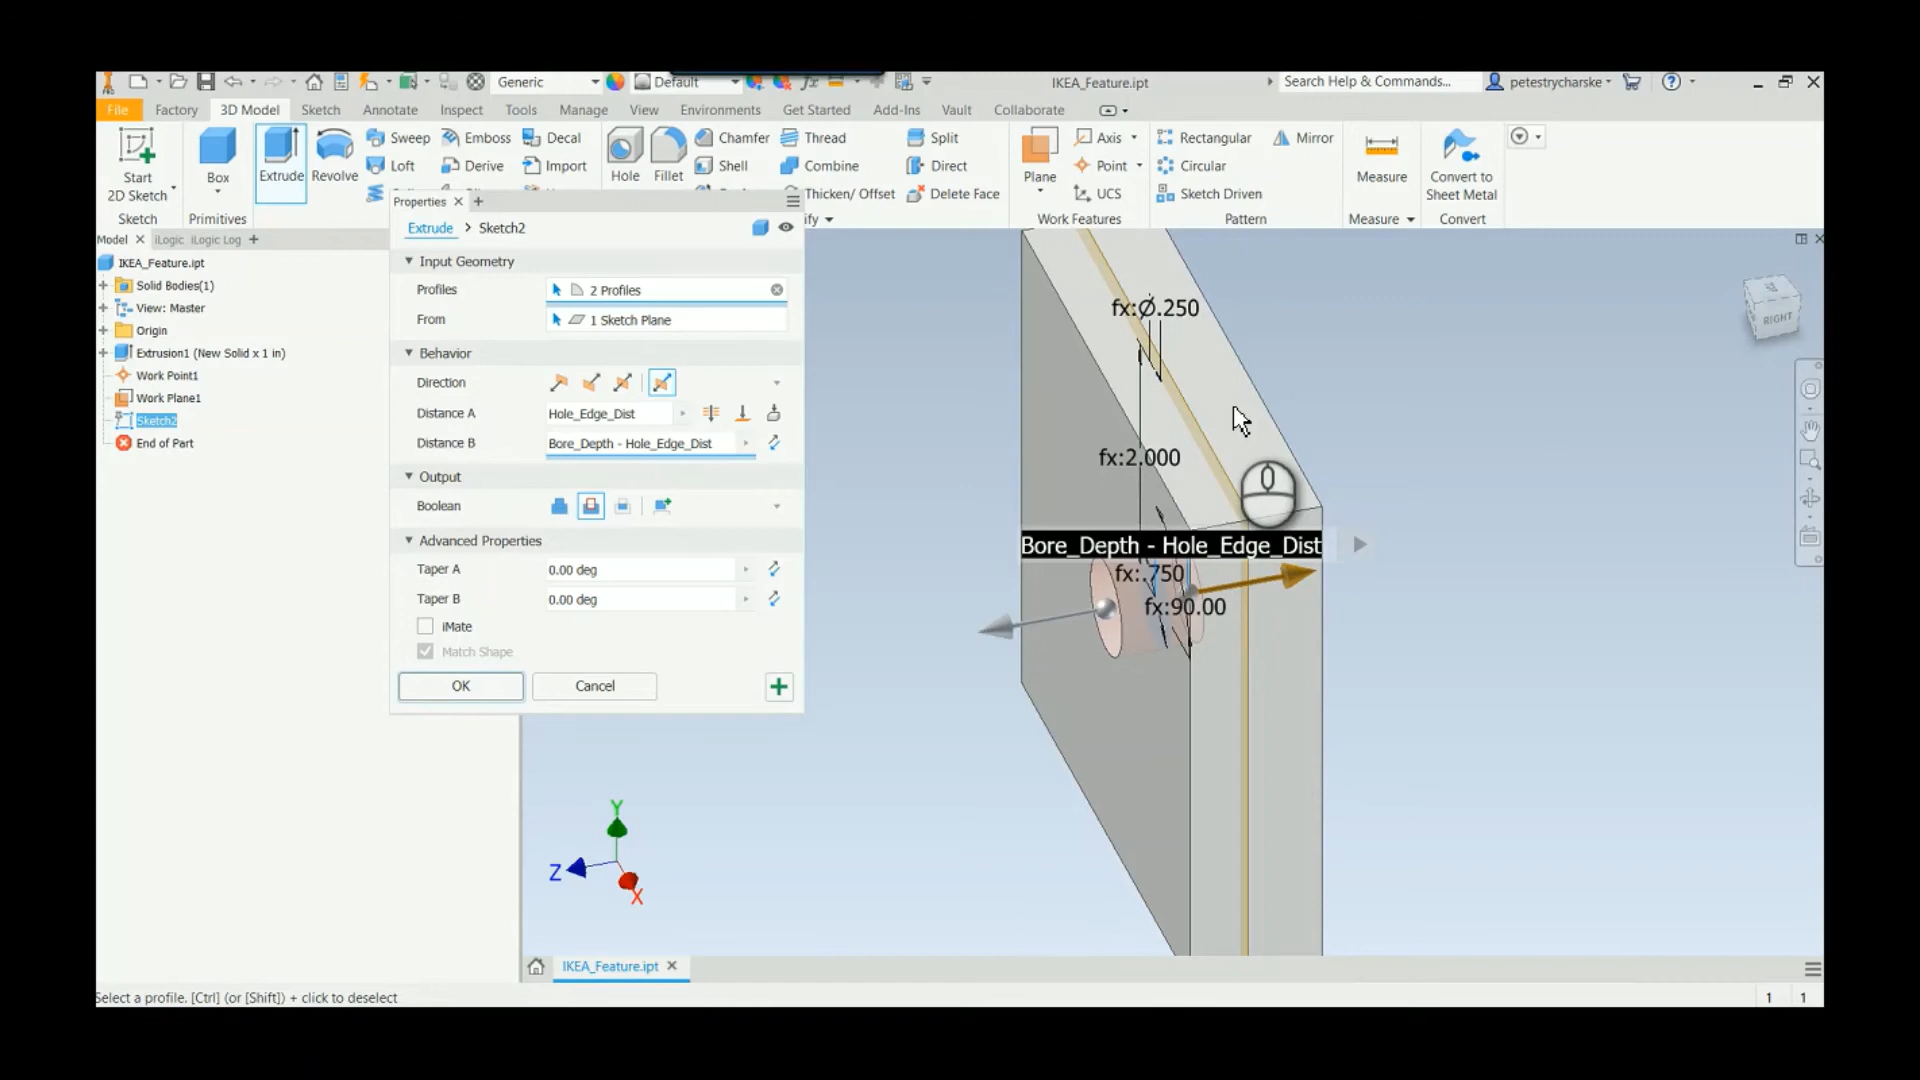 Generic
Default
IKEA_Feature.ipt
Search Help & Commands...
petestrycharske
File
Factory
3D Model
Sketch
Annotate
Inspect
Tools
Manage
View
Environments
Get Started
Add-Ins
Vault
Collaborate
Start
2D Sketch
Sketch
Box
Primitives
Extrude
Revolve
Sweep
Loft
Emboss
Derive
Decal
Import
Hole
Fillet
Chamfer
Shell
Thread
Combine
Thicken/ Offset
Split
Direct
Delete Face
Plane
Axis
Point
UCS
Work Features
Rectangular
Circular
Sketch Driven
Mirror
Pattern
Measure
Measure
Convert to
Sheet Metal
Convert
Model
iLogic
iLogic Log
IKEA_Feature.ipt
Solid Bodies(1)
View: Master
Origin
Extrusion1 (New Solid x 1 in)
Work Point1
Work Plane1
Sketch2
End of Part
Properties
Extrude > Sketch2
Input Geometry
Profiles
2 Profiles
From
1 Sketch Plane
Behavior
Direction
Distance A
Hole_Edge_Dist
Distance B
Bore_Depth - Hole_Edge_Dist
Output
Boolean
Advanced Properties
Taper A
0.00 deg
Taper B
0.00 deg
iMate
Match Shape
OK
Cancel
fx:Ø.250
fx:2.000
Bore_Depth - Hole_Edge_Dist
fx:.750
fx:90.00
RIGHT
Y
Z
X
IKEA_Feature.ipt
Select a profile. [Ctrl] (or [Shift]) + click to deselect
1
1